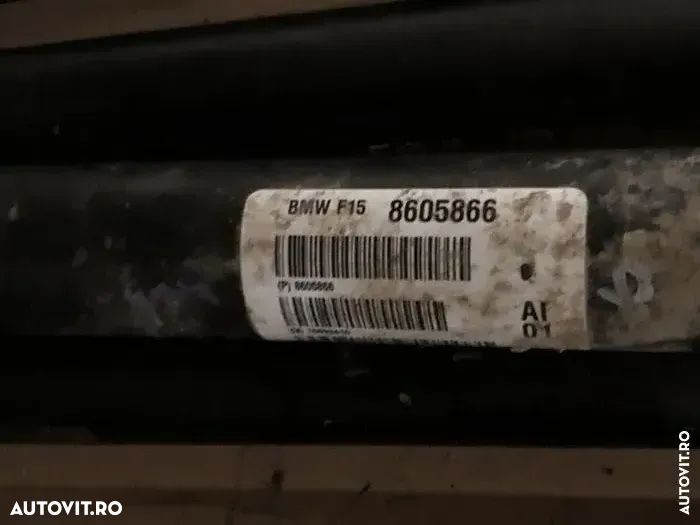 BMW F15 8605866
(P) 8605866
AI
01
AUTOVIT.RO
AUTOVIT.RO